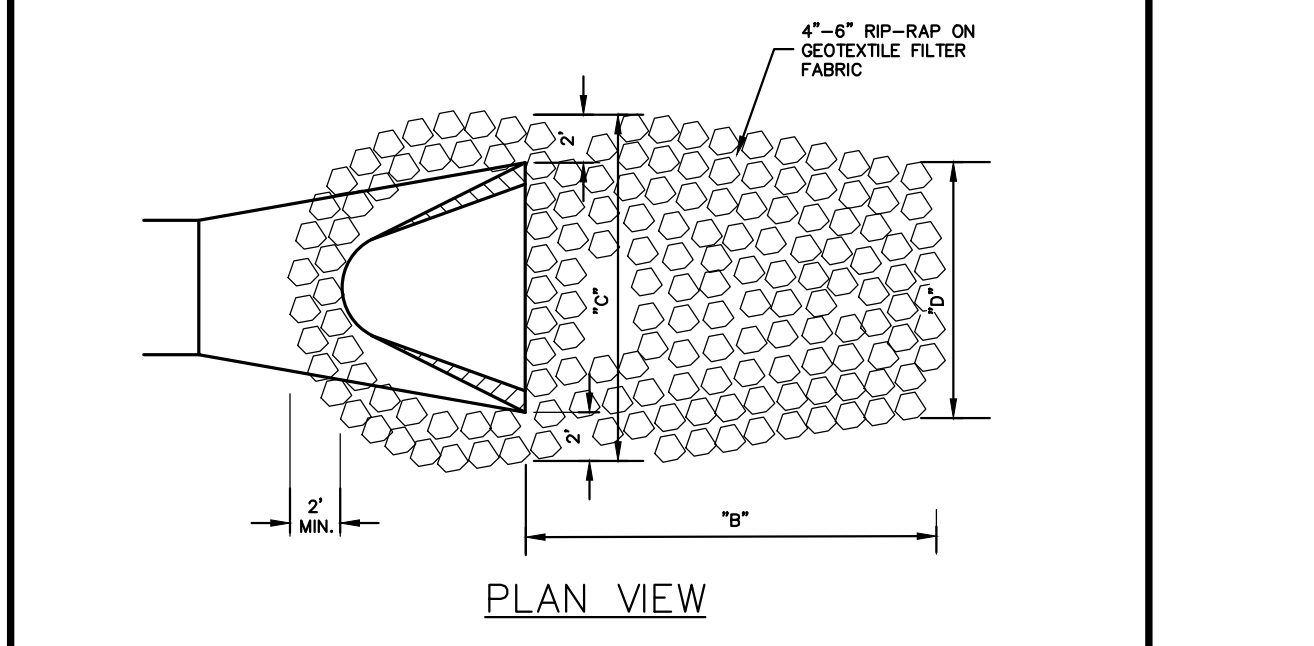 4"-6" RIP-RAP ON
GEOTEXTILE FILTER
FABRIC
2'
"C"
"D"
2'
2'
MIN.
"B"
PLAN VIEW